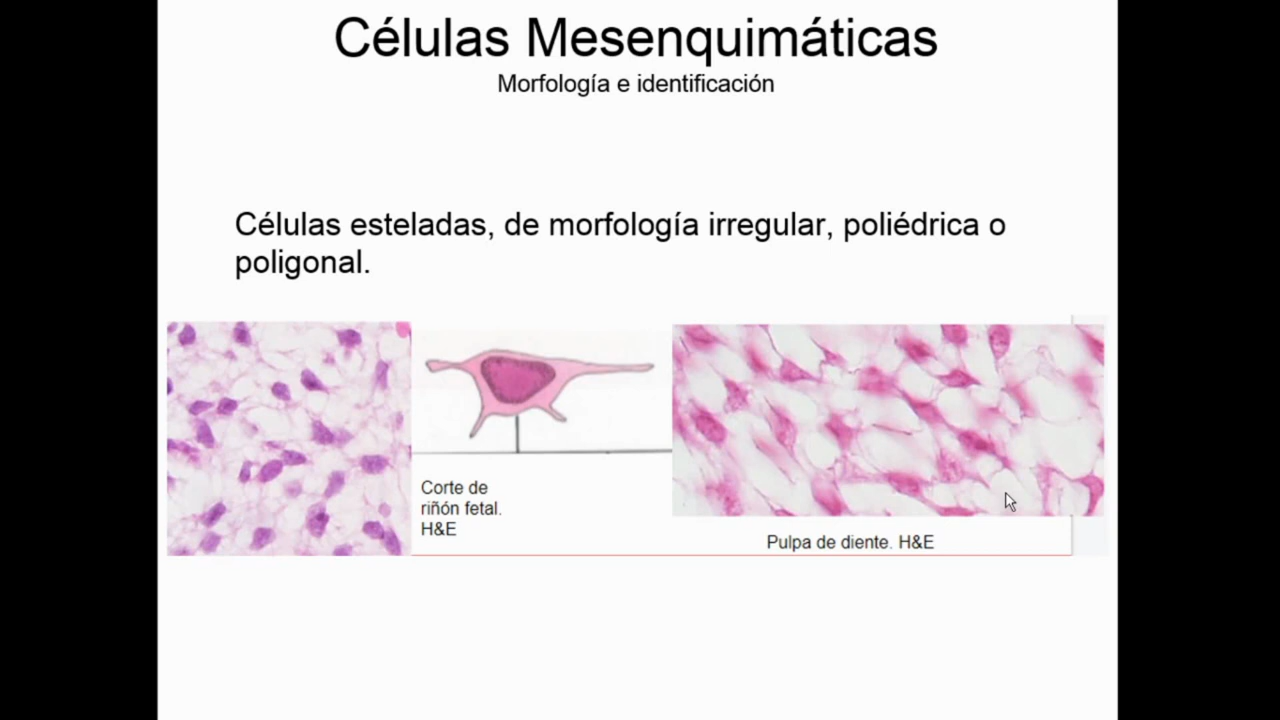 Células Mesenquimáticas
Morfología e identificación
Células esteladas, de morfología irregular, poliédrica o
poligonal.
Corte de
riñón fetal.
H&E
Pulpa de diente. H&E